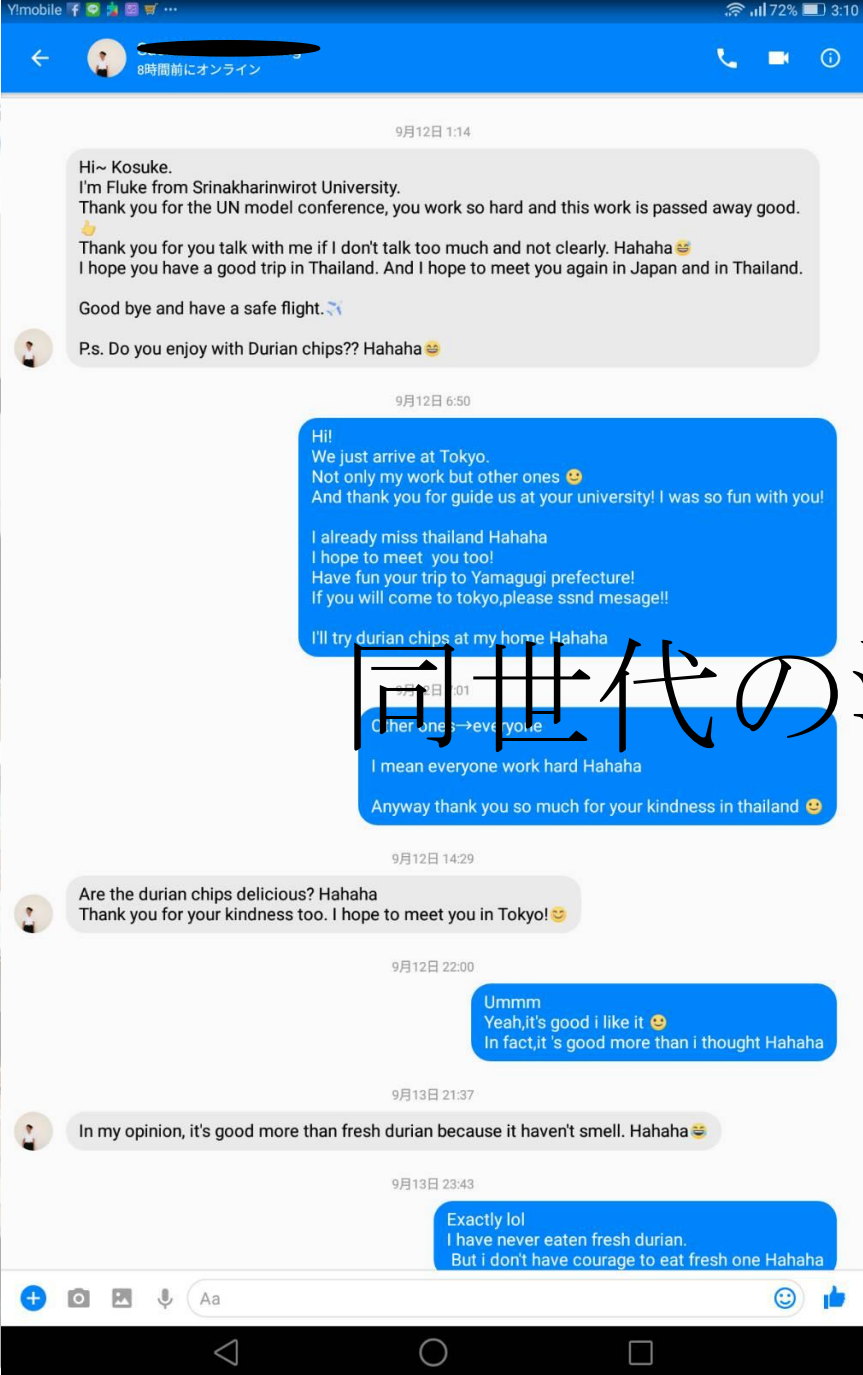 Y!mobile
72% 3:10
8時間前にオンライン
9月12日 1:14
Hi~ Kosuke.
I'm Fluke from Srinakharinwirot University.
Thank you for the UN model conference, you work so hard and this work is passed away good.
👍
Thank you for you talk with me if I don't talk too much and not clearly. Hahaha😅
I hope you have a good trip in Thailand. And I hope to meet you again in Japan and in Thailand.
Good bye and have a safe flight.✈
P.s. Do you enjoy with Durian chips?? Hahaha😄
9月12日 6:50
Hi!
We just arrive at Tokyo.
Not only my work but other ones 🙂
And thank you for guide us at your university! I was so fun with you!
I already miss thailand Hahaha
I hope to meet  you too!
Have fun your trip to Yamagugi prefecture!
If you will come to tokyo,please ssnd mesage!!
I'll try durian chips at my home Hahaha
同世代の
9月12日 7:01
Other ones→everyone
I mean everyone work hard Hahaha
Anyway thank you so much for your kindness in thailand 🙂
9月12日 14:29
Are the durian chips delicious? Hahaha
Thank you for your kindness too. I hope to meet you in Tokyo!😊
9月12日 22:00
Ummm
Yeah,it's good i like it 🙂
In fact,it 's good more than i thought Hahaha
9月13日 21:37
In my opinion, it's good more than fresh durian because it haven't smell. Hahaha😂
9月13日 23:43
Exactly lol
I have never eaten fresh durian.
But i don't have courage to eat fresh one Hahaha
Aa